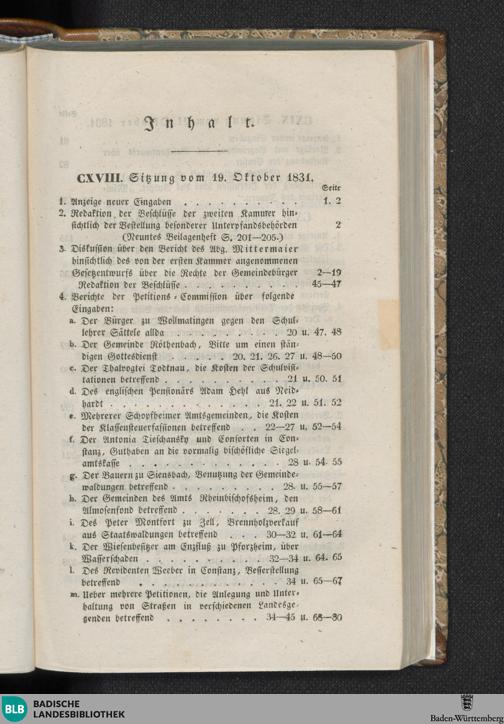 Inhalt.
CXVIII. Sitzung vom 19. Oktober 1831.
Seite
1. Anzeige neuer Eingaben . . . . . . . . . . 1. 2
2. Redaktion der Beschlüsse der zweiten Kammer hin-
sichtlich der Bestellung besonderer Unterpfandsbehörden 2
(Neuntes Beilagenheft S. 201—205.)
3. Diskussion über den Bericht des Abg. Mittermaier
hinsichtlich des von der ersten Kammer angenommenen
Gesetzentwurfs über die Rechte der Gemeindebürger 2—19
Redaktion der Beschlüsse . . . . . . . . . 45—47
4. Berichte der Petitions-Commission über folgende
Eingaben:
a. Der Bürger zu Wollmatingen gegen den Schul-
lehrer Sättele allda . . . . . . . . . 20 u. 47. 48
b. Der Gemeinde Röthenbach, Bitte um einen stän-
digen Gottesdienst . . . . . 20. 21. 26. 27 u. 48—50
c. Der Thalvogtei Todtnau, die Kosten der Schulvisi-
tationen betreffend . . . . . . . . . 21 u. 50. 51
d. Des englischen Pensionärs Adam Hehl aus Neid-
hardt . . . . . . . . . . . . 21. 22 u. 51. 52
e. Mehrerer Schopfheimer Amtsgemeinden, die Kosten
der Klassensteuerfassionen betreffend . . 22—27 u. 52—54
f. Der Antonia Tieschansky und Consorten in Con-
stanz, Guthaben an die vormalig bischöfliche Siegel-
amtskasse . . . . . . . . . . . . 28 u. 54. 55
g. Der Bauern zu Siensbach, Benutzung der Gemeinds-
waldungen betreffend . . . . . . . . 28. u. 55—57
h. Der Gemeinden des Amts Rheinbischofsheim, den
Almosenfond betreffend . . . . . . 28. 29 u. 58—61
i. Des Peter Montfort zu Zell, Brennholzverkauf
aus Staatswaldungen betreffend . . . 30—32 u. 61—64
k. Der Wiesenbesitzer am Enzfluß zu Pforzheim, über
Wasserschaden . . . . . . . . . . 32—34 u. 64. 65
l. Des Revidenten Werber in Constanz, Besserstellung
betreffend . . . . . . . . . . . 34 u. 65—67
m. Ueber mehrere Petitionen, die Anlegung und Unter-
haltung von Straßen in verschiedenen Landesge-
genden betreffend . . . . . . . 34—45 u. 68—80
BLB BADISCHE
LANDESBIBLIOTHEK
Baden-Württemberg